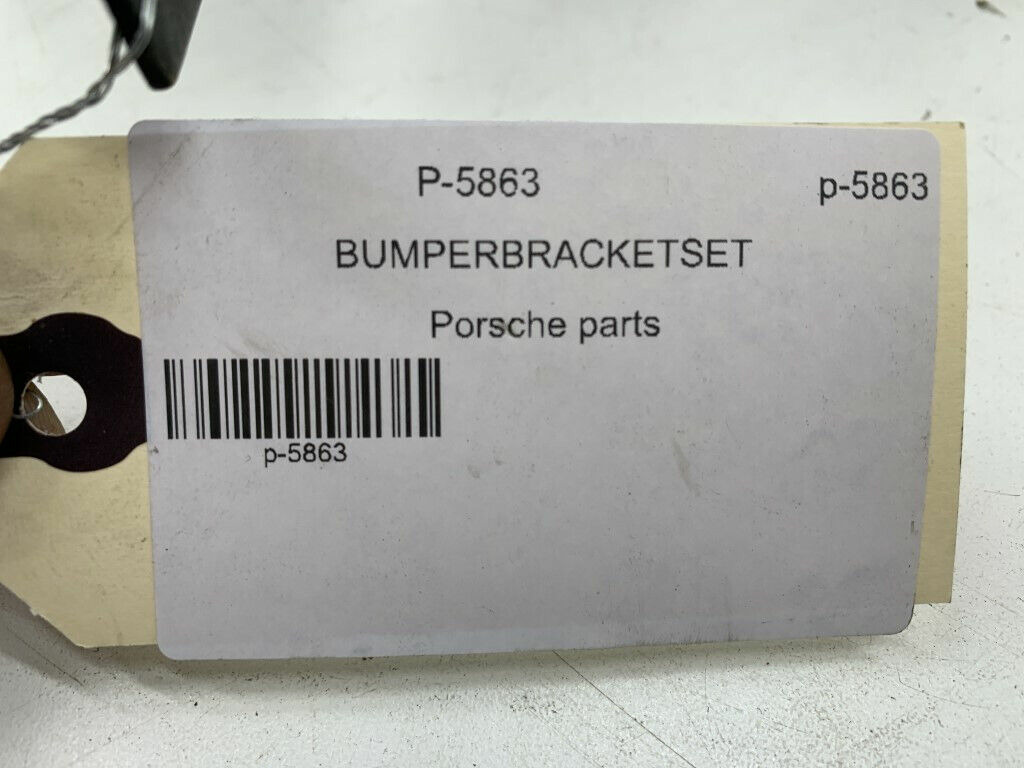 P-5863 p-5863
BUMPERBRACKETSET
Porsche parts
p-5863